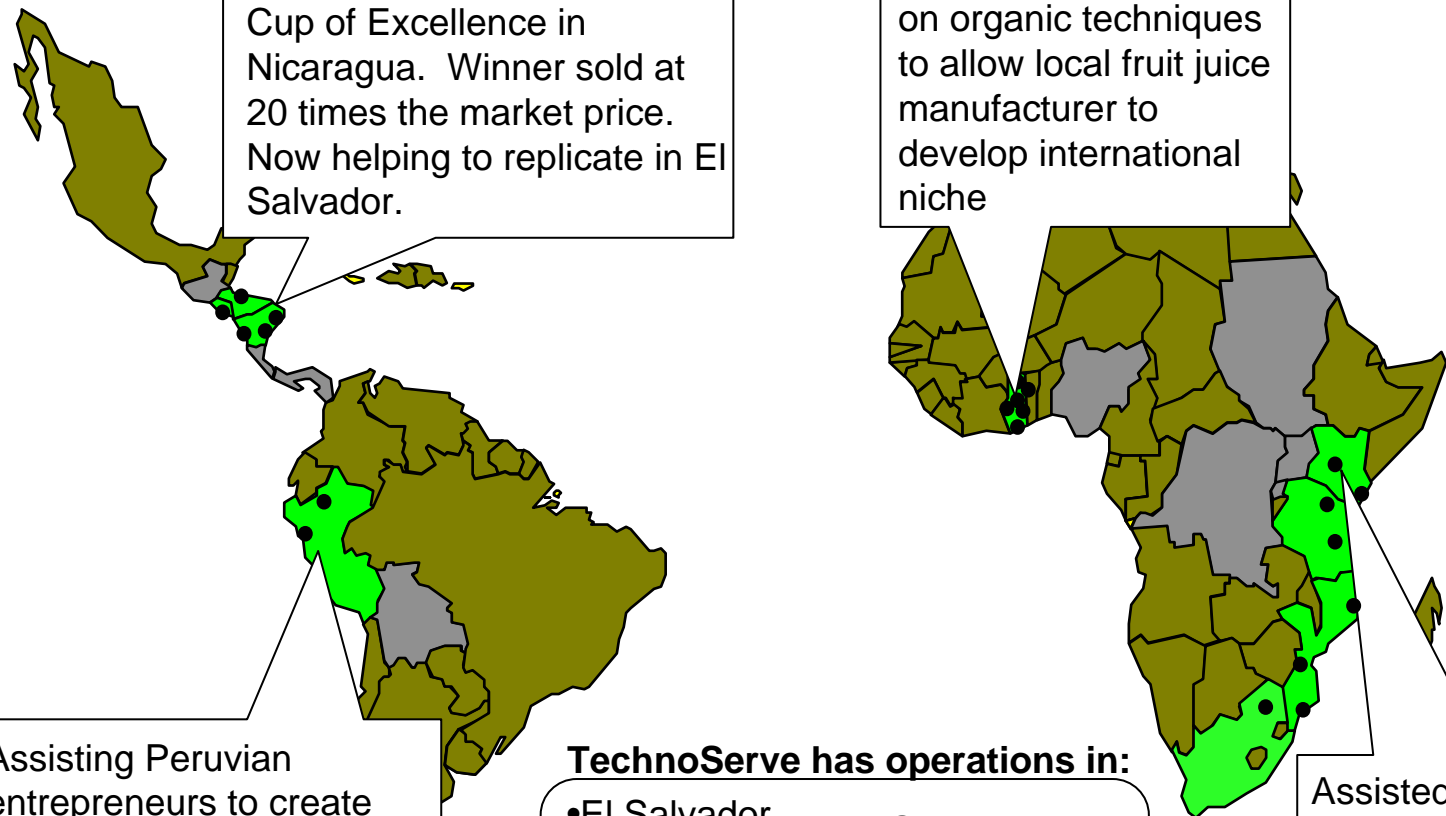 Cup of Excellence in
Nicaragua.  Winner sold at
20 times the market price.
Now helping to replicate in El
Salvador.
on organic techniques
to allow local fruit juice
manufacturer to
develop international
niche
Assisting Peruvian
entrepreneurs to create
TechnoServe has operations in:
•El Salvador
Assisted